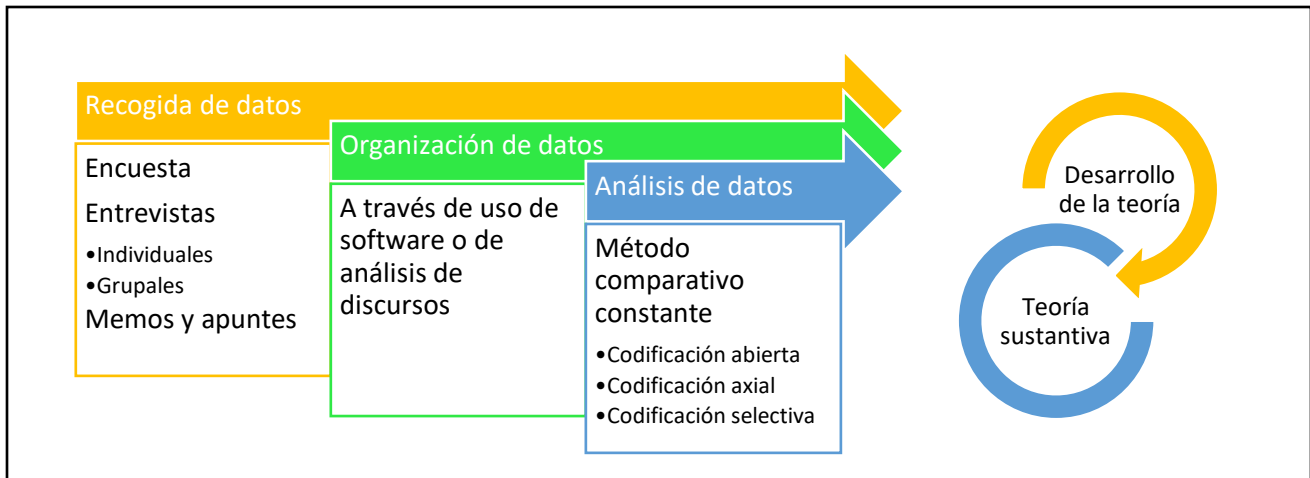 Recogida de datos
Encuesta
Entrevistas
•Individuales
•Grupales
Memos y apuntes
Organización de datos
A través de uso de
software o de
análisis de
discursos
Análisis de datos
Método
comparativo
constante
•Codificación abierta
•Codificación axial
•Codificación selectiva
Desarrollo
de la teoría
Teoría
sustantiva